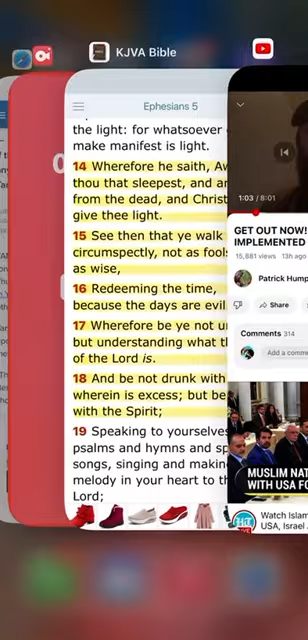 KJVA Bible
Ephesians 5
the light: for whatsoever
make manifest is light.
14 Wherefore he saith, Aw
thou that sleepest, and ar
from the dead, and Christ
give thee light.
15 See then that ye walk
circumspectly, not as fools
as wise,
16 Redeeming the time,
because the days are evil
17 Wherefore be ye not un
but understanding what th
of the Lord is.
18 And be not drunk with
wherein is excess; but be
with the Spirit;
19 Speaking to yourselves
psalms and hymns and sp
songs, singing and makin
melody in your heart to th
Lord;
1:03 / 8:01
GET OUT NOW!
IMPLEMENTED
15,881 views 13h ago
Patrick Hump
Share
Comments 314
Add a comme
MUSLIM NAT
WITH USA FO
LIVE
Watch Islam
USA, Israel